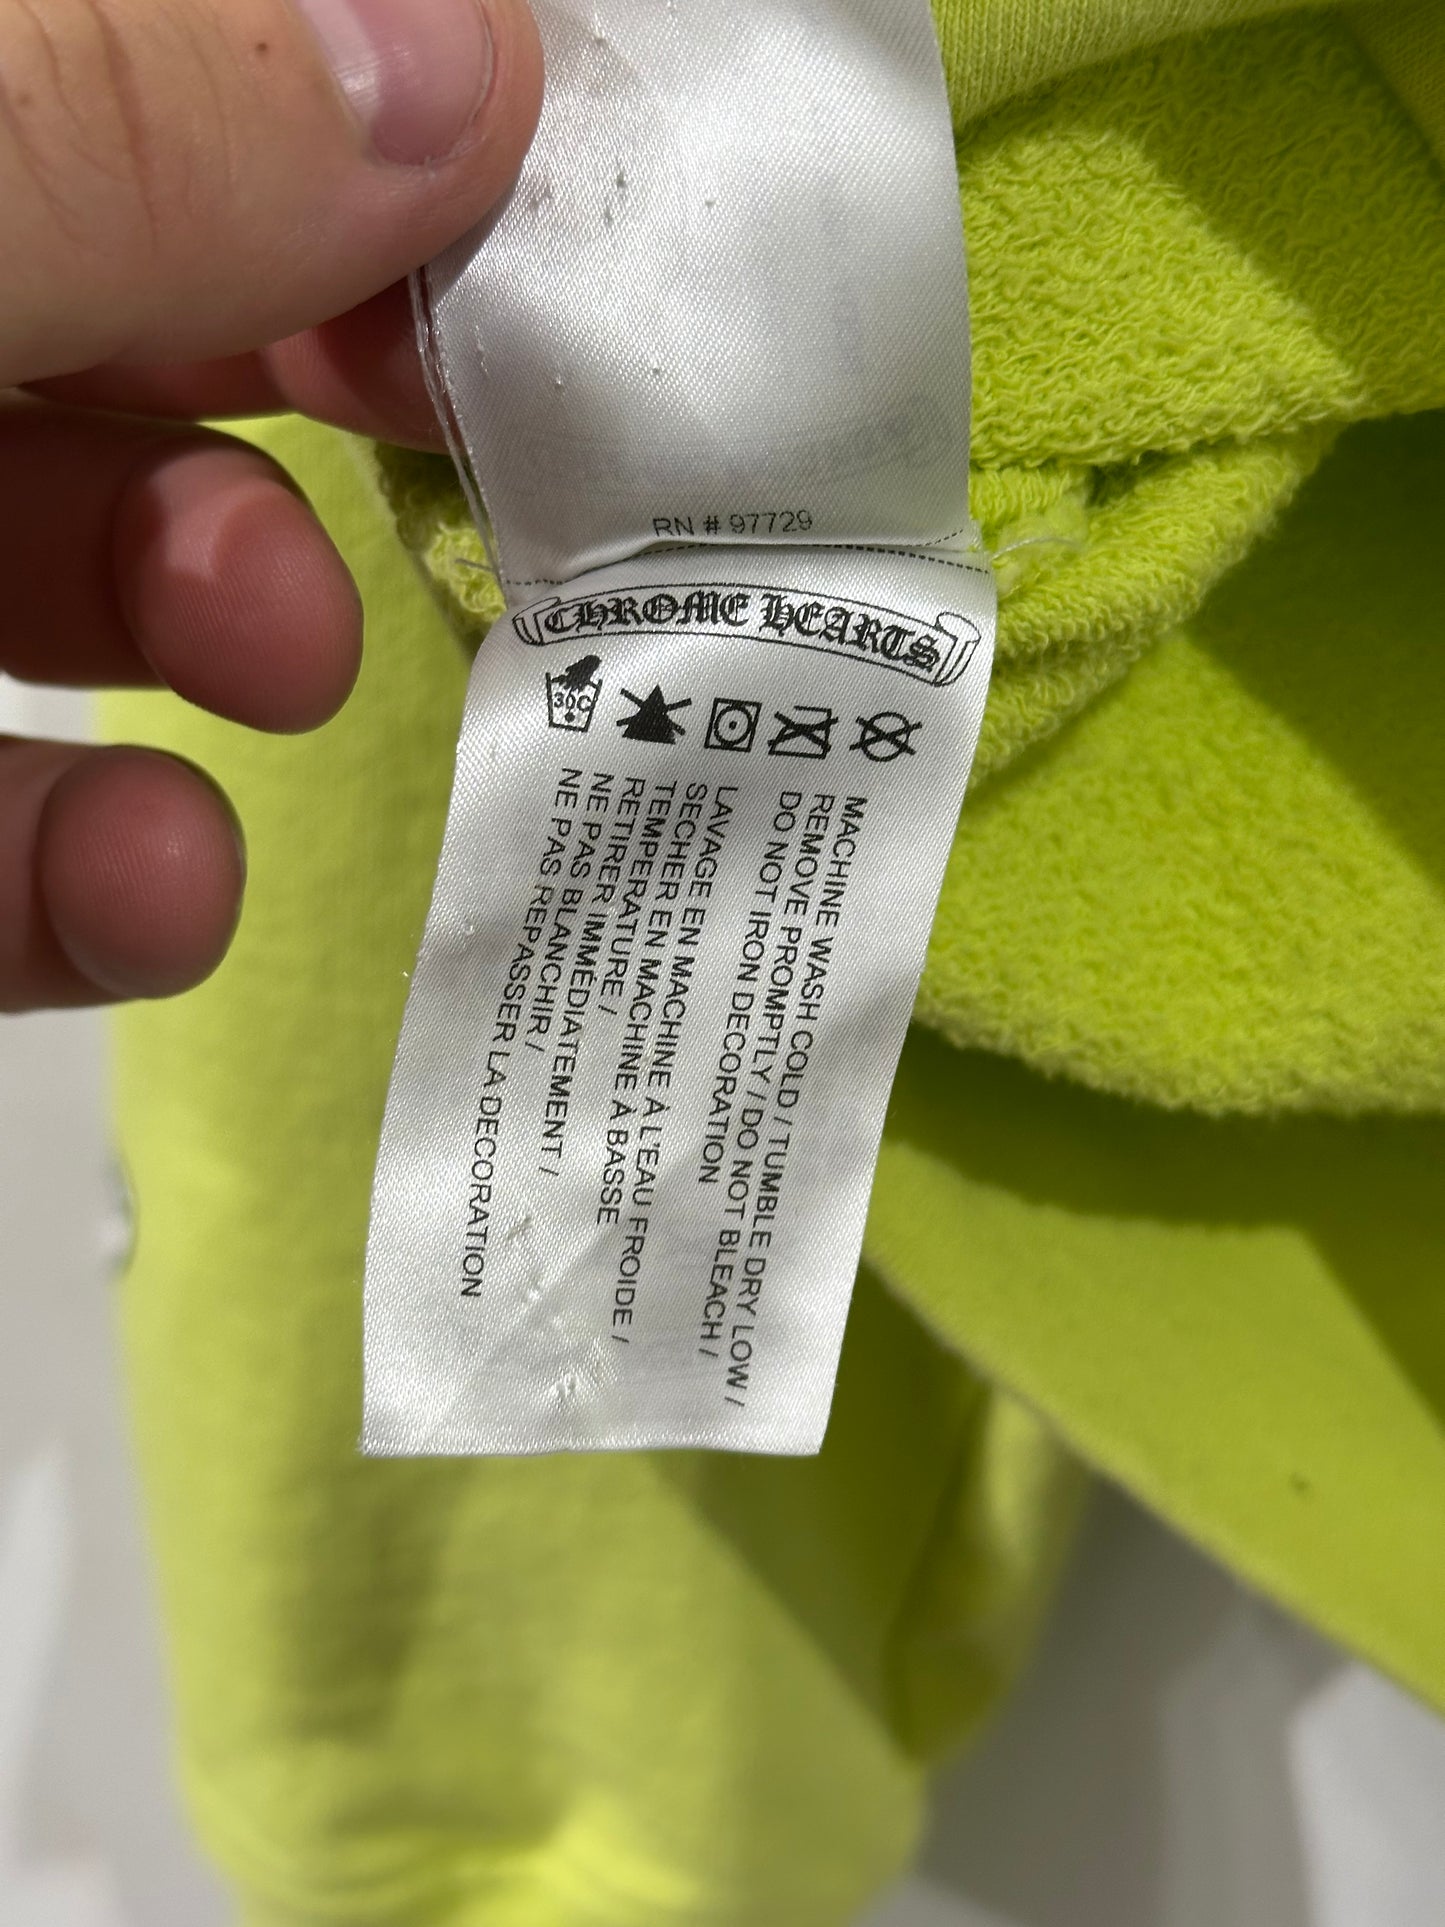 RN # 97729
CHROME HEARTS
30C
MACHINE WASH COLD / TUMBLE DRY LOW /
REMOVE PROMPTLY / DO NOT BLEACH /
DO NOT IRON DECORATION
LAVAGE EN MACHINE À L'EAU FROIDE /
SECHER EN MACHINE À BASSE
TEMPERATURE /
RETIRER IMMÉDIATEMENT /
NE PAS BLANCHIR /
NE PAS REPASSER LA DECORATION